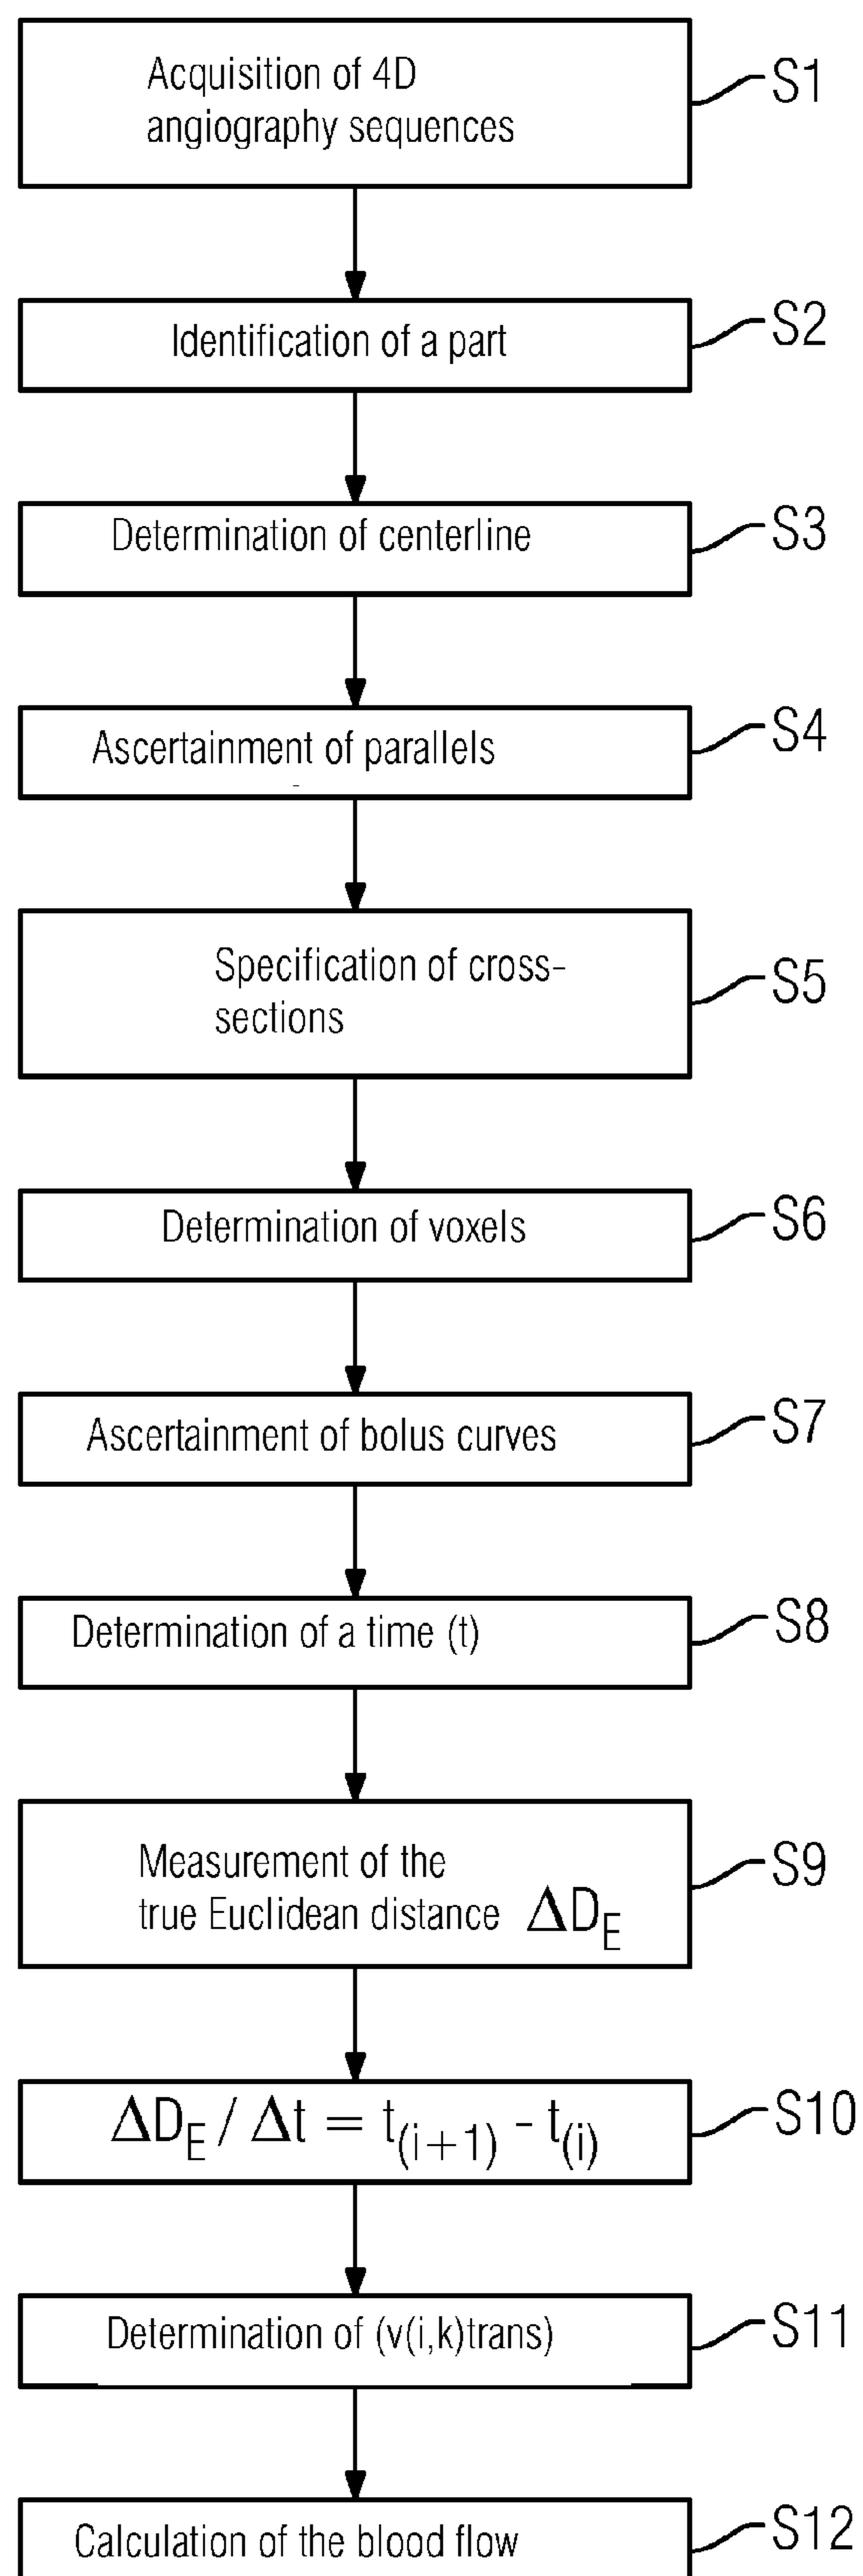 Acquisition of 4D
angiography sequences
S1
Identification of a part
S2
Determination of centerline
S3
Ascertainment of parallels
S4
Specification of cross-
sections
S5
Determination of voxels
S6
Ascertainment of bolus curves
S7
Determination of a time (t)
S8
Measurement of the
true Euclidean distance ΔD_E
S9
ΔD_E / Δt = t_(i+1) - t_(i)
S10
Determination of (v(i,k)trans)
S11
Calculation of the blood flow
S12